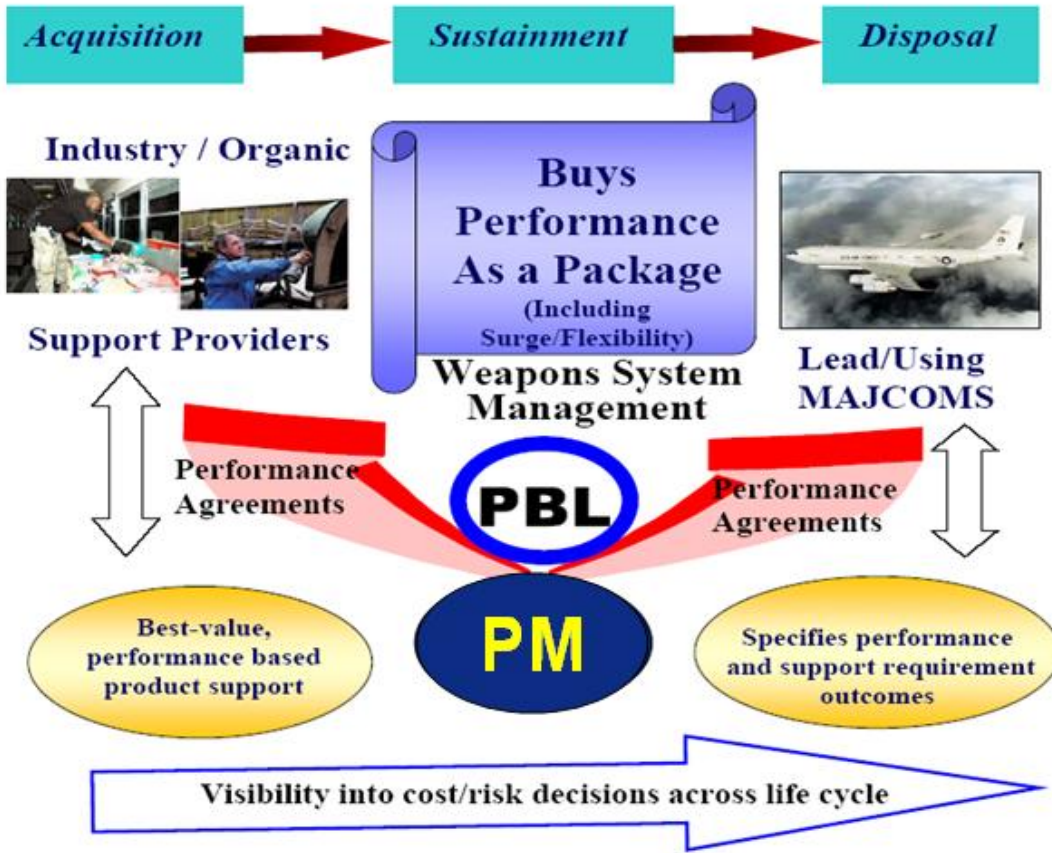 Acquisition
Sustainment
Disposal
Industry / Organic
Support Providers
Buys
Performance
As a Package
(Including
Surge/Flexibility)
Weapons System
Management
Lead/Using
MAJCOMS
Performance
Agreements
PBL
Performance
Agreements
PM
Best-value,
performance based
product support
Specifies performance
and support requirement
outcomes
Visibility into cost/risk decisions across life cycle